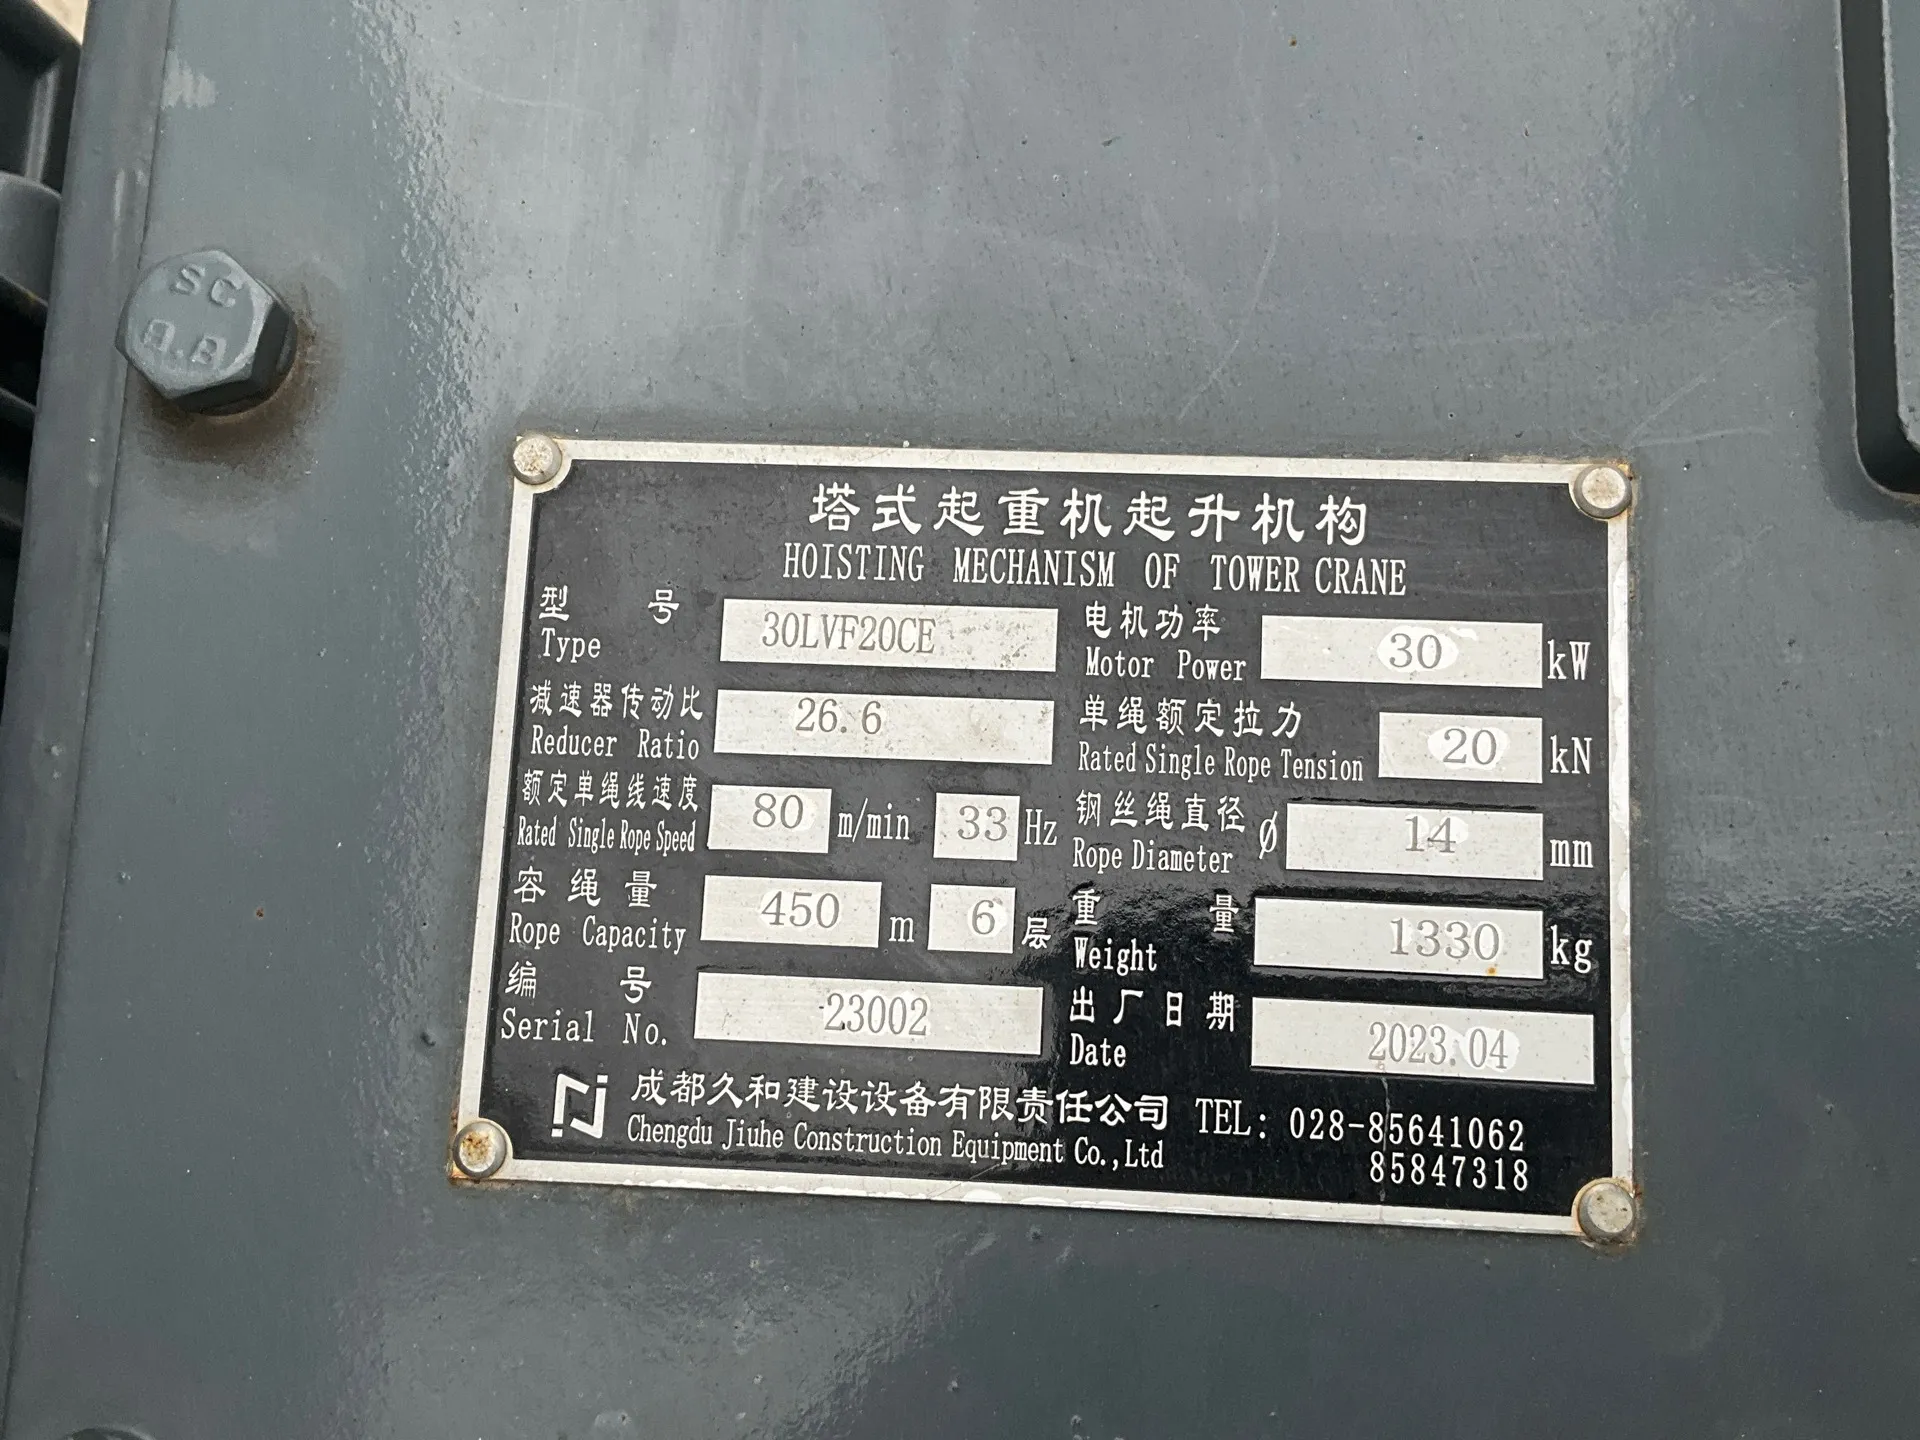 SC
8.8
塔式起重机起升机构
HOISTING MECHANISM OF TOWER CRANE
型号 30LVF20CE 电机功率 30 kW
Type Motor Power
减速器传动比 26.6 单绳额定拉力 20 kN
Reducer Ratio Rated Single Rope Tension
额定单绳线速度 80 m/min 33 Hz 钢丝绳直径 Ø 14 mm
Rated Single Rope Speed Rope Diameter
容绳量 450 m 6 层 重量 1330 kg
Rope Capacity Weight
编号 23002 出厂日期 2023.04
Serial No. Date
成都久和建设设备有限责任公司 TEL: 028-85641062
Chengdu Jiuhe Construction Equipment Co.,Ltd 85847318